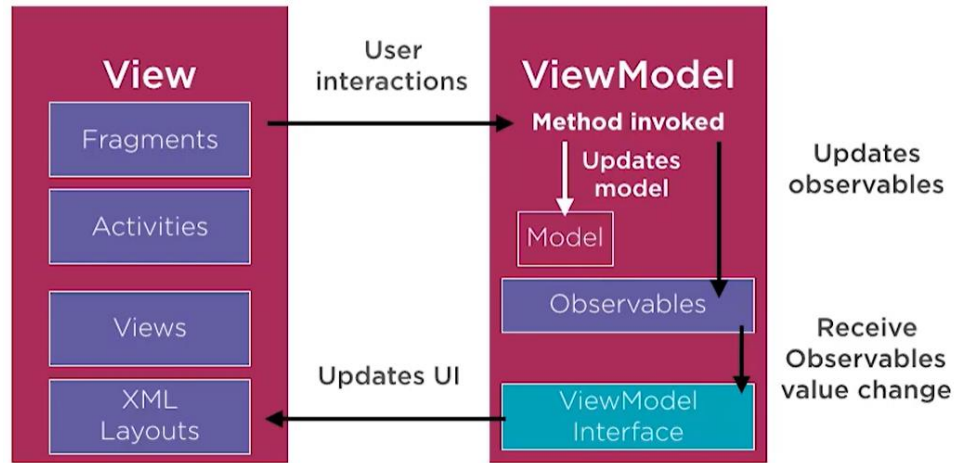 View
Fragments
Activities
Views
XML
Layouts
User
interactions
Updates UI
ViewModel
Method invoked
Updates
model
Model
Observables
ViewModel
Interface
Updates
observables
Receive
Observables
value change